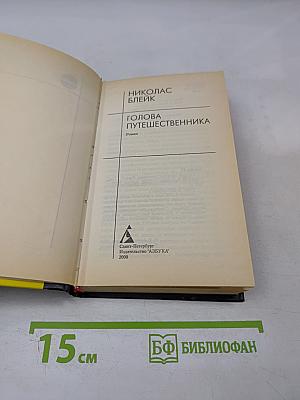 НИКОЛАС
БЛЕЙК
ГОЛОВА
ПУТЕШЕСТВЕННИКА
Роман
Санкт-Петербург
Издательство "АЗБУКА"
2000
15 см
БФ БИБЛИОФАН